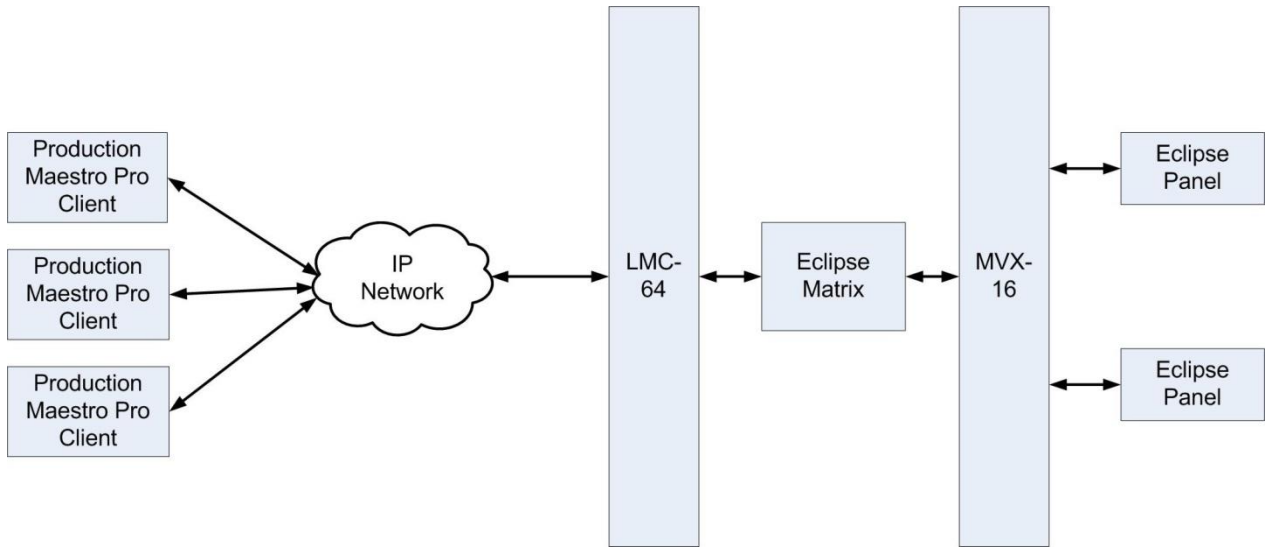 Production
Maestro Pro
Client
Production
Maestro Pro
Client
Production
Maestro Pro
Client
IP
Network
LMC-
64
Eclipse
Matrix
MVX-
16
Eclipse
Panel
Eclipse
Panel